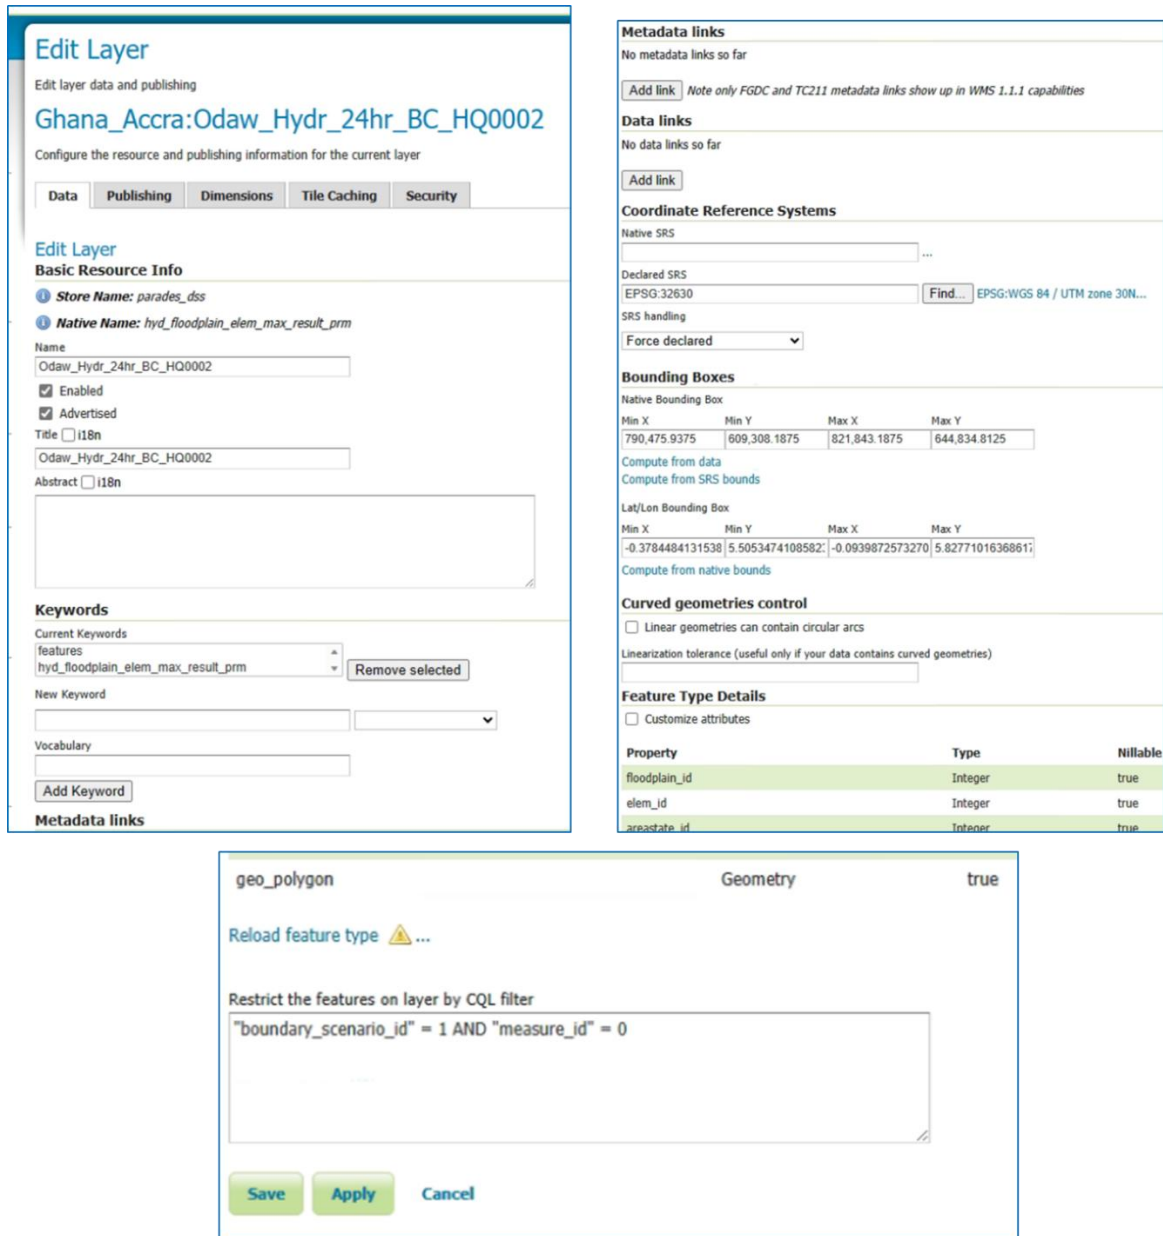 Edit Layer
Edit layer data and publishing
Ghana_Accra:Odaw_Hydr_24hr_BC_HQ0002
Configure the resource and publishing information for the current layer
Data Publishing Dimensions Tile Caching Security
Edit Layer
Basic Resource Info
Store Name: parades_dss
Native Name: hyd_floodplain_elem_max_result_prm
Name
Odaw_Hydr_24hr_BC_HQ0002
Enabled
Advertised
Title i18n
Odaw_Hydr_24hr_BC_HQ0002
Abstract i18n
Keywords
Current Keywords
features
hyd_floodplain_elem_max_result_prm
Remove selected
New Keyword
Vocabulary
Add Keyword
Metadata links
Metadata links
No metadata links so far
Add link Note only FGDC and TC211 metadata links show up in WMS 1.1.1 capabilities
Data links
No data links so far
Add link
Coordinate Reference Systems
Native SRS
...
Declared SRS
EPSG:32630 Find... EPSG:WGS 84 / UTM zone 30N...
SRS handling
Force declared
Bounding Boxes
Native Bounding Box
Min X Min Y Max X Max Y
790,475.9375 609,308.1875 821,843.1875 644,834.8125
Compute from data
Compute from SRS bounds
Lat/Lon Bounding Box
Min X Min Y Max X Max Y
-0.3784484131538 5.5053474108582 -0.0939872573270 5.8277101636861
Compute from native bounds
Curved geometries control
Linear geometries can contain circular arcs
Linearization tolerance (useful only if your data contains curved geometries)
Feature Type Details
Customize attributes
Property Type Nillable
floodplain_id Integer true
elem_id Integer true
areastate_id Integer true
geo_polygon Geometry true
Reload feature type ...
Restrict the features on layer by CQL filter
"boundary_scenario_id" = 1 AND "measure_id" = 0
Save Apply Cancel